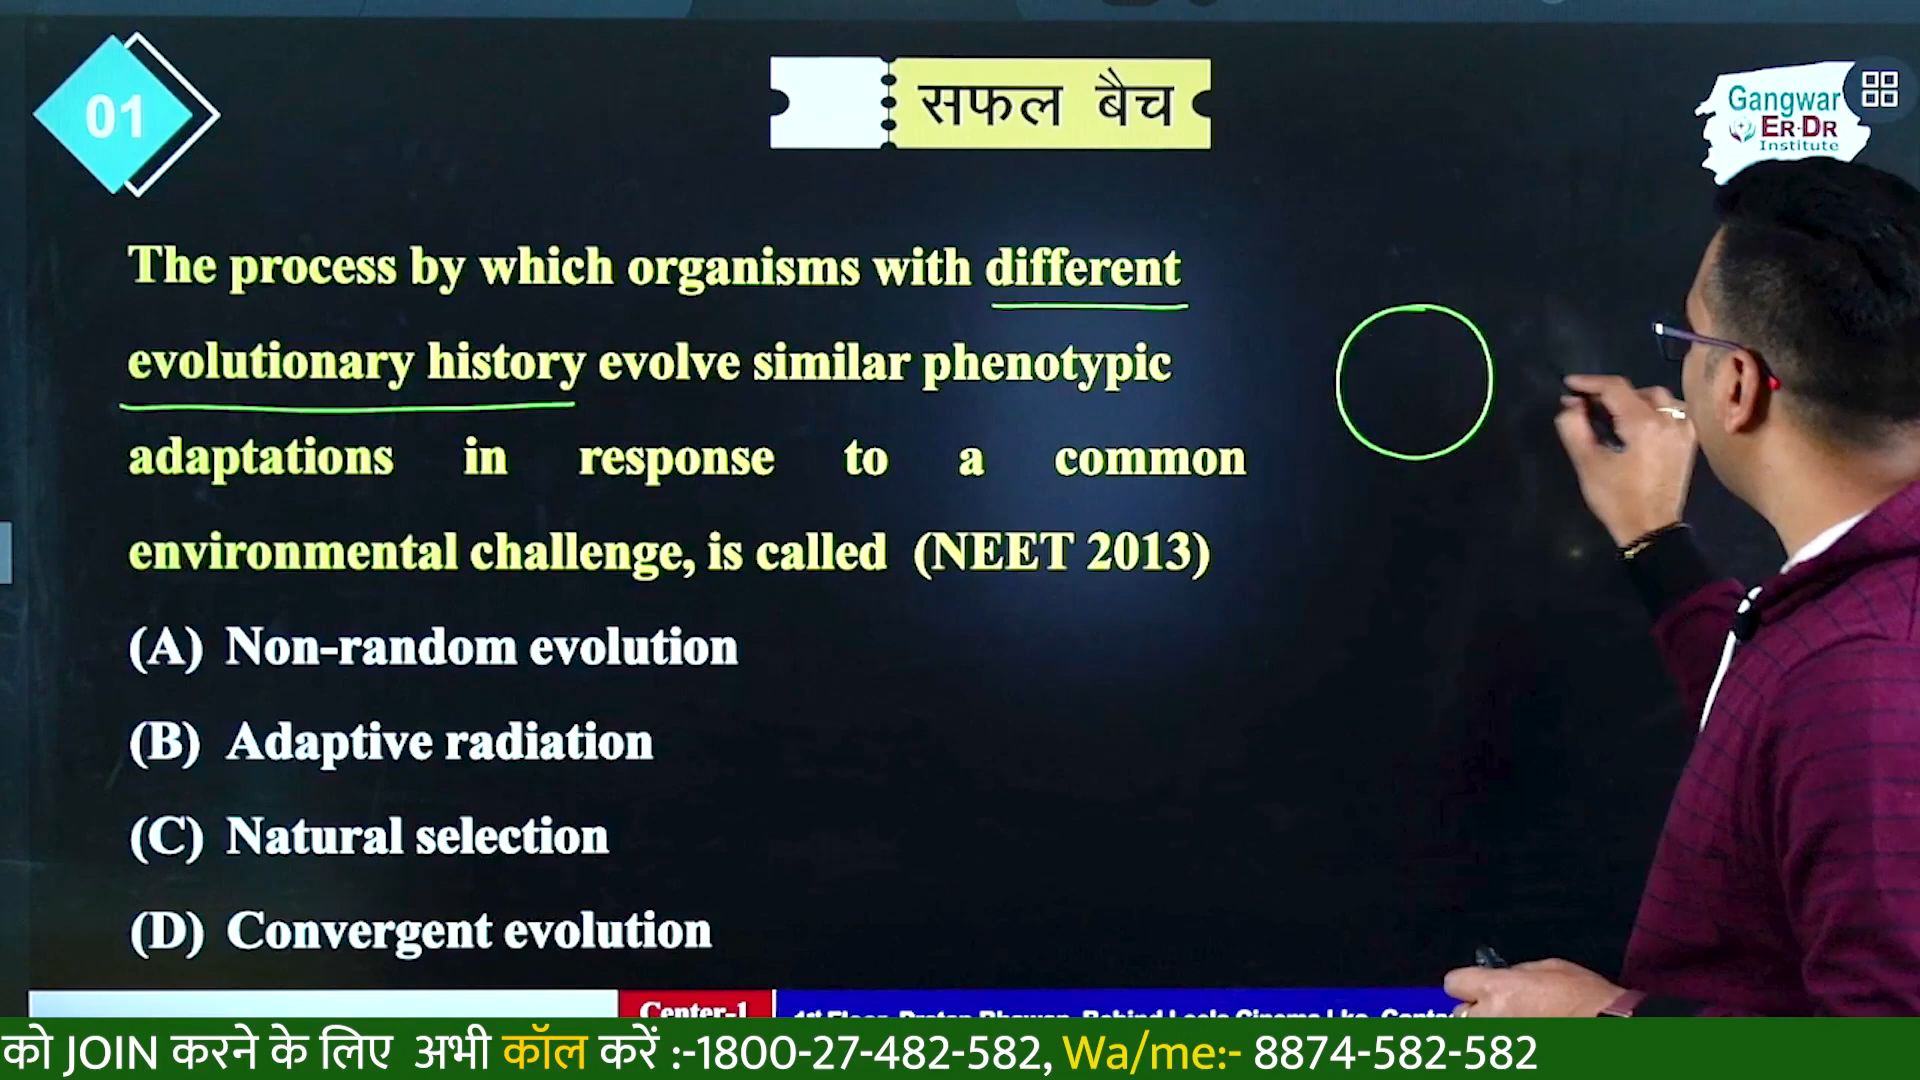 01
सफल बैच
Gangwar
ER-DR
Institute
The process by which organisms with different
evolutionary history evolve similar phenotypic
adaptations in response to a common
environmental challenge, is called (NEET 2013)
(A) Non-random evolution
(B) Adaptive radiation
(C) Natural selection
(D) Convergent evolution
Center-1
को JOIN करने के लिए अभी कॉल करें :-1800-27-482-582, Wa/me:- 8874-582-582